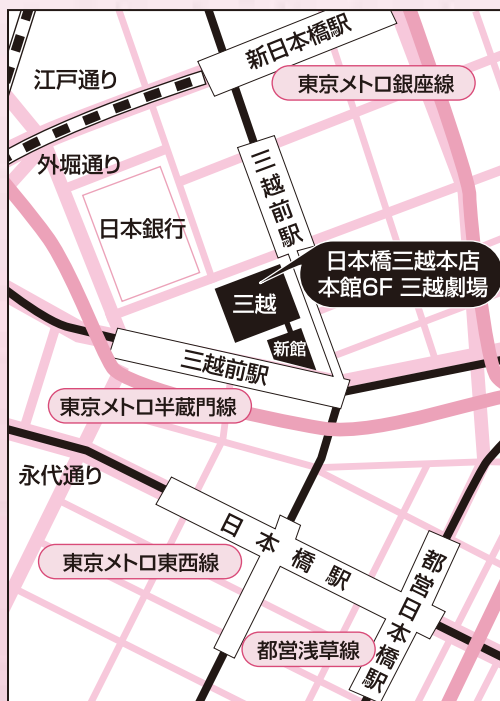 新日本橋駅
江戸通り
東京メトロ銀座線
外堀通り
三越前駅
日本銀行
日本橋三越本店
本館6F 三越劇場
三越
新館
三越前駅
東京メトロ半蔵門線
永代通り
日本橋駅
東京メトロ東西線
都営日本橋駅
都営浅草線